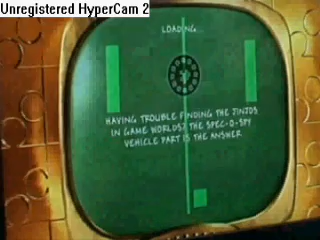 Unregistered HyperCam 2
LOADING...
HAVING TROUBLE FINDING THE JINJOS
IN GAME WORLDS? THE SPEC-O-SPY
VEHICLE PART IS THE ANSWER